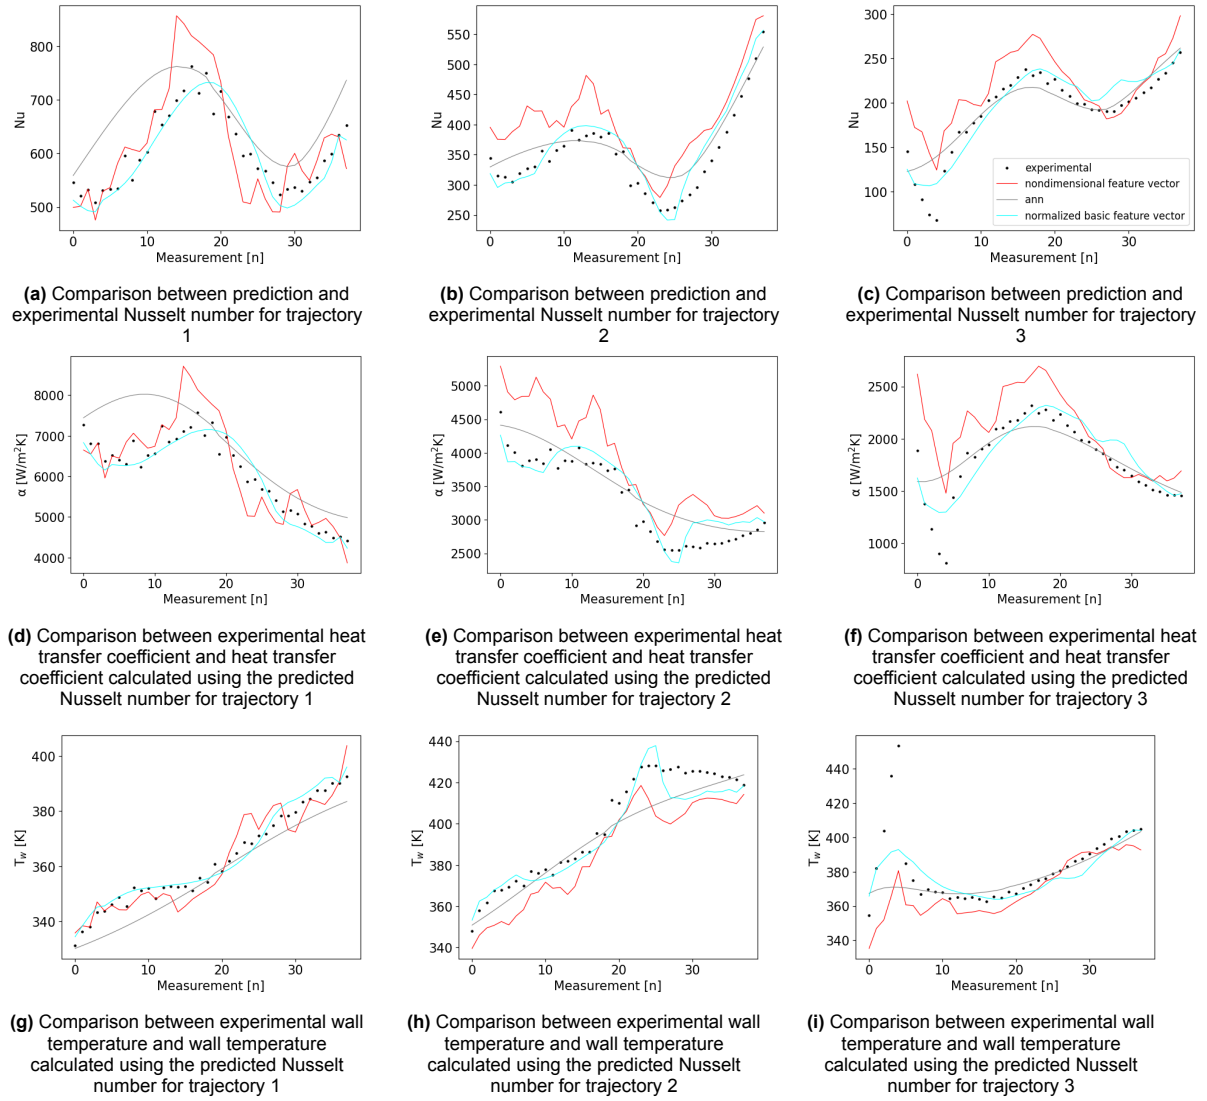 800
700
600
500
Nu
0
10
20
30
Measurement [n]
550
500
450
400
350
300
250
Nu
0
10
20
30
Measurement [n]
300
250
200
150
100
Nu
experimental
nondimensional feature vector
ann
normalized basic feature vector
0
10
20
30
Measurement [n]
(a) Comparison between prediction and
experimental Nusselt number for trajectory
1
(b) Comparison between prediction and
experimental Nusselt number for trajectory
2
(c) Comparison between prediction and
experimental Nusselt number for trajectory
3
8000
7000
6000
5000
4000
α [W/m²K]
0
10
20
30
Measurement [n]
5000
4500
4000
3500
3000
2500
α [W/m²K]
0
10
20
30
Measurement [n]
2500
2000
1500
1000
α [W/m²K]
0
10
20
30
Measurement [n]
(d) Comparison between experimental heat
transfer coefficient and heat transfer
coefficient calculated using the predicted
Nusselt number for trajectory 1
(e) Comparison between experimental heat
transfer coefficient and heat transfer
coefficient calculated using the predicted
Nusselt number for trajectory 2
(f) Comparison between experimental heat
transfer coefficient and heat transfer
coefficient calculated using the predicted
Nusselt number for trajectory 3
400
380
360
340
T_w [K]
0
10
20
30
Measurement [n]
440
420
400
380
360
340
T_w [K]
0
10
20
30
Measurement [n]
440
420
400
380
360
340
T_w [K]
0
10
20
30
Measurement [n]
(g) Comparison between experimental wall
temperature and wall temperature
calculated using the predicted Nusselt
number for trajectory 1
(h) Comparison between experimental wall
temperature and wall temperature
calculated using the predicted Nusselt
number for trajectory 2
(i) Comparison between experimental wall
temperature and wall temperature
calculated using the predicted Nusselt
number for trajectory 3